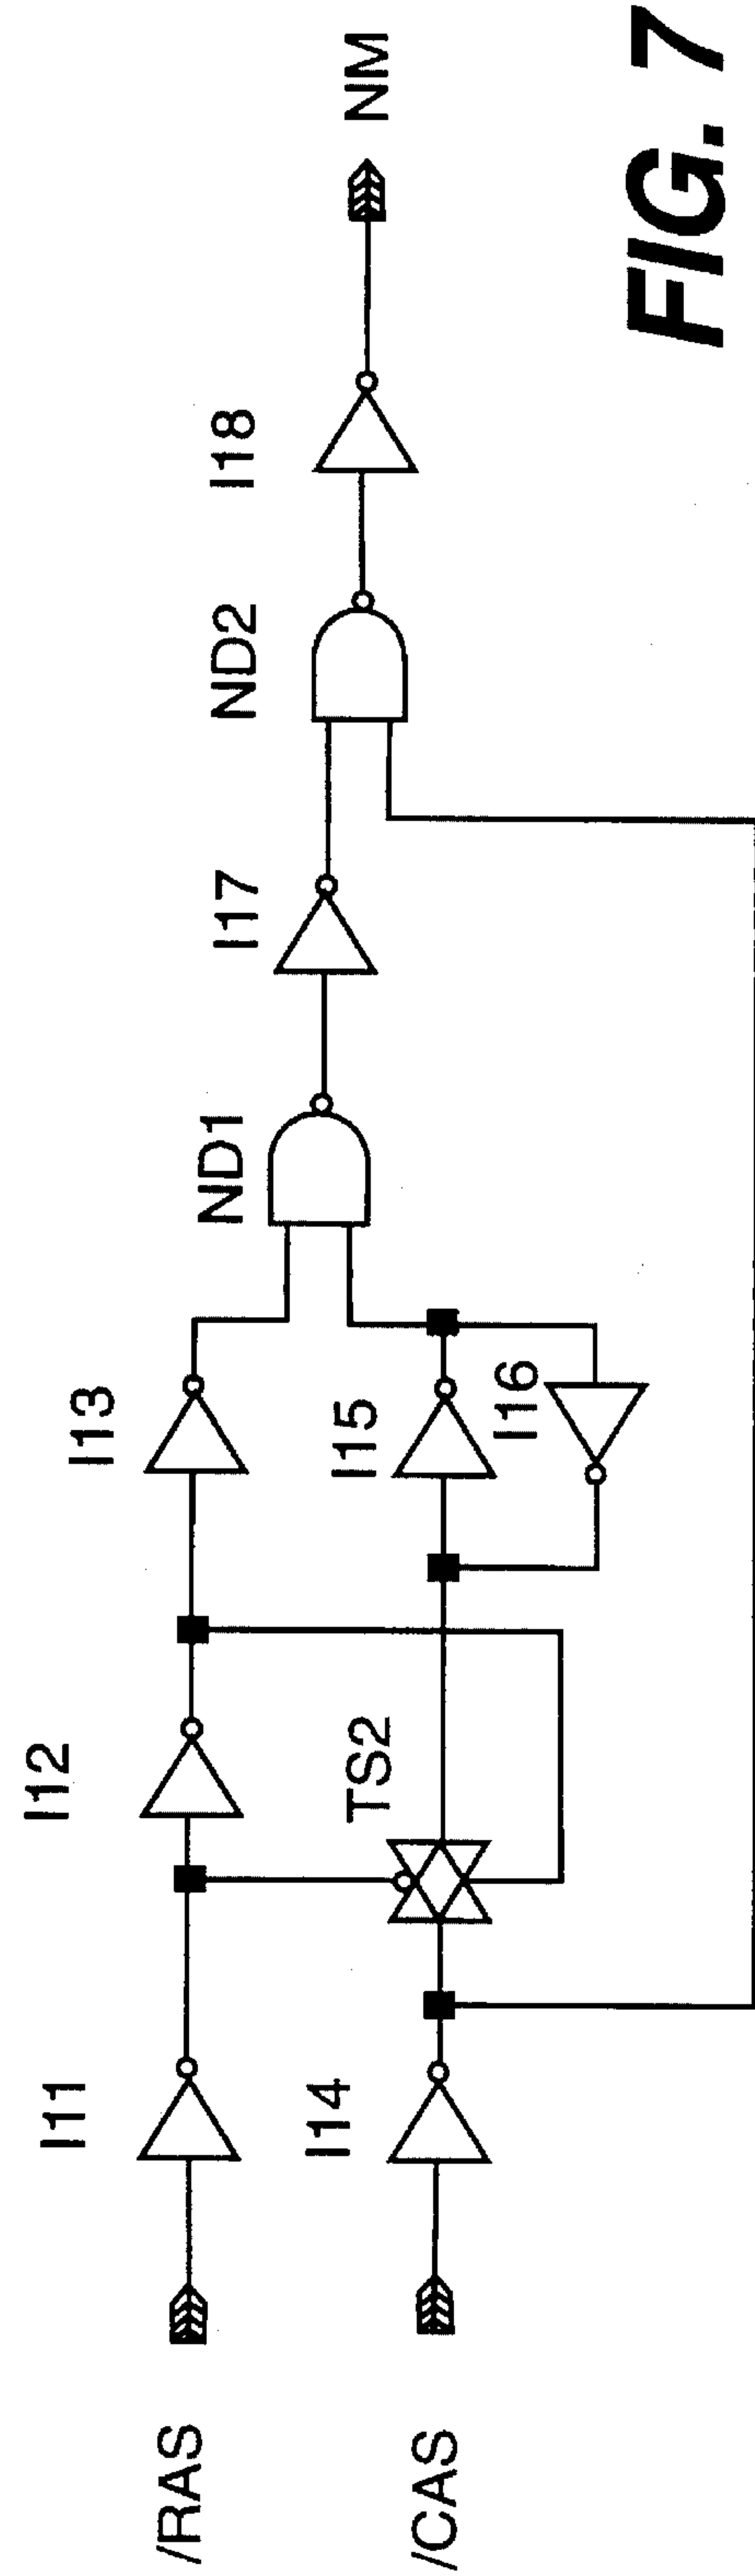 /RAS
I11
I12
I13
ND1
I17
ND2
I18
NM
/CAS
I14
TS2
I15
I16
FIG. 7